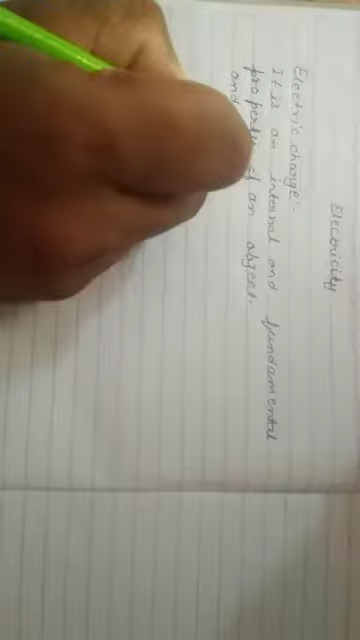 Electricity
Electric charge:-
It is an internal and fundamental
an object.
and